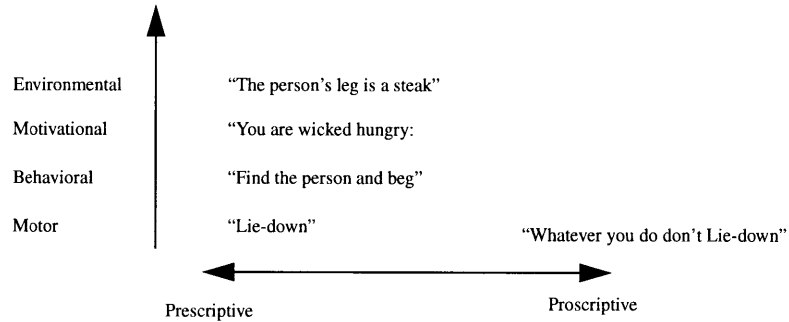 Environmental “The person’s leg is a steak”
Motivational “You are wicked hungry:
Behavioral “Find the person and beg”
Motor “Lie-down”
“Whatever you do don’t Lie-down”
Prescriptive Proscriptive